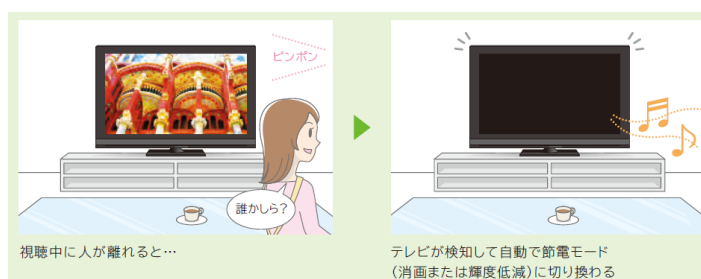 ピンポン
誰かしら?
視聴中に人が離れると…
テレビが検知して自動で節電モード
(消画または輝度低減)に切り換わる